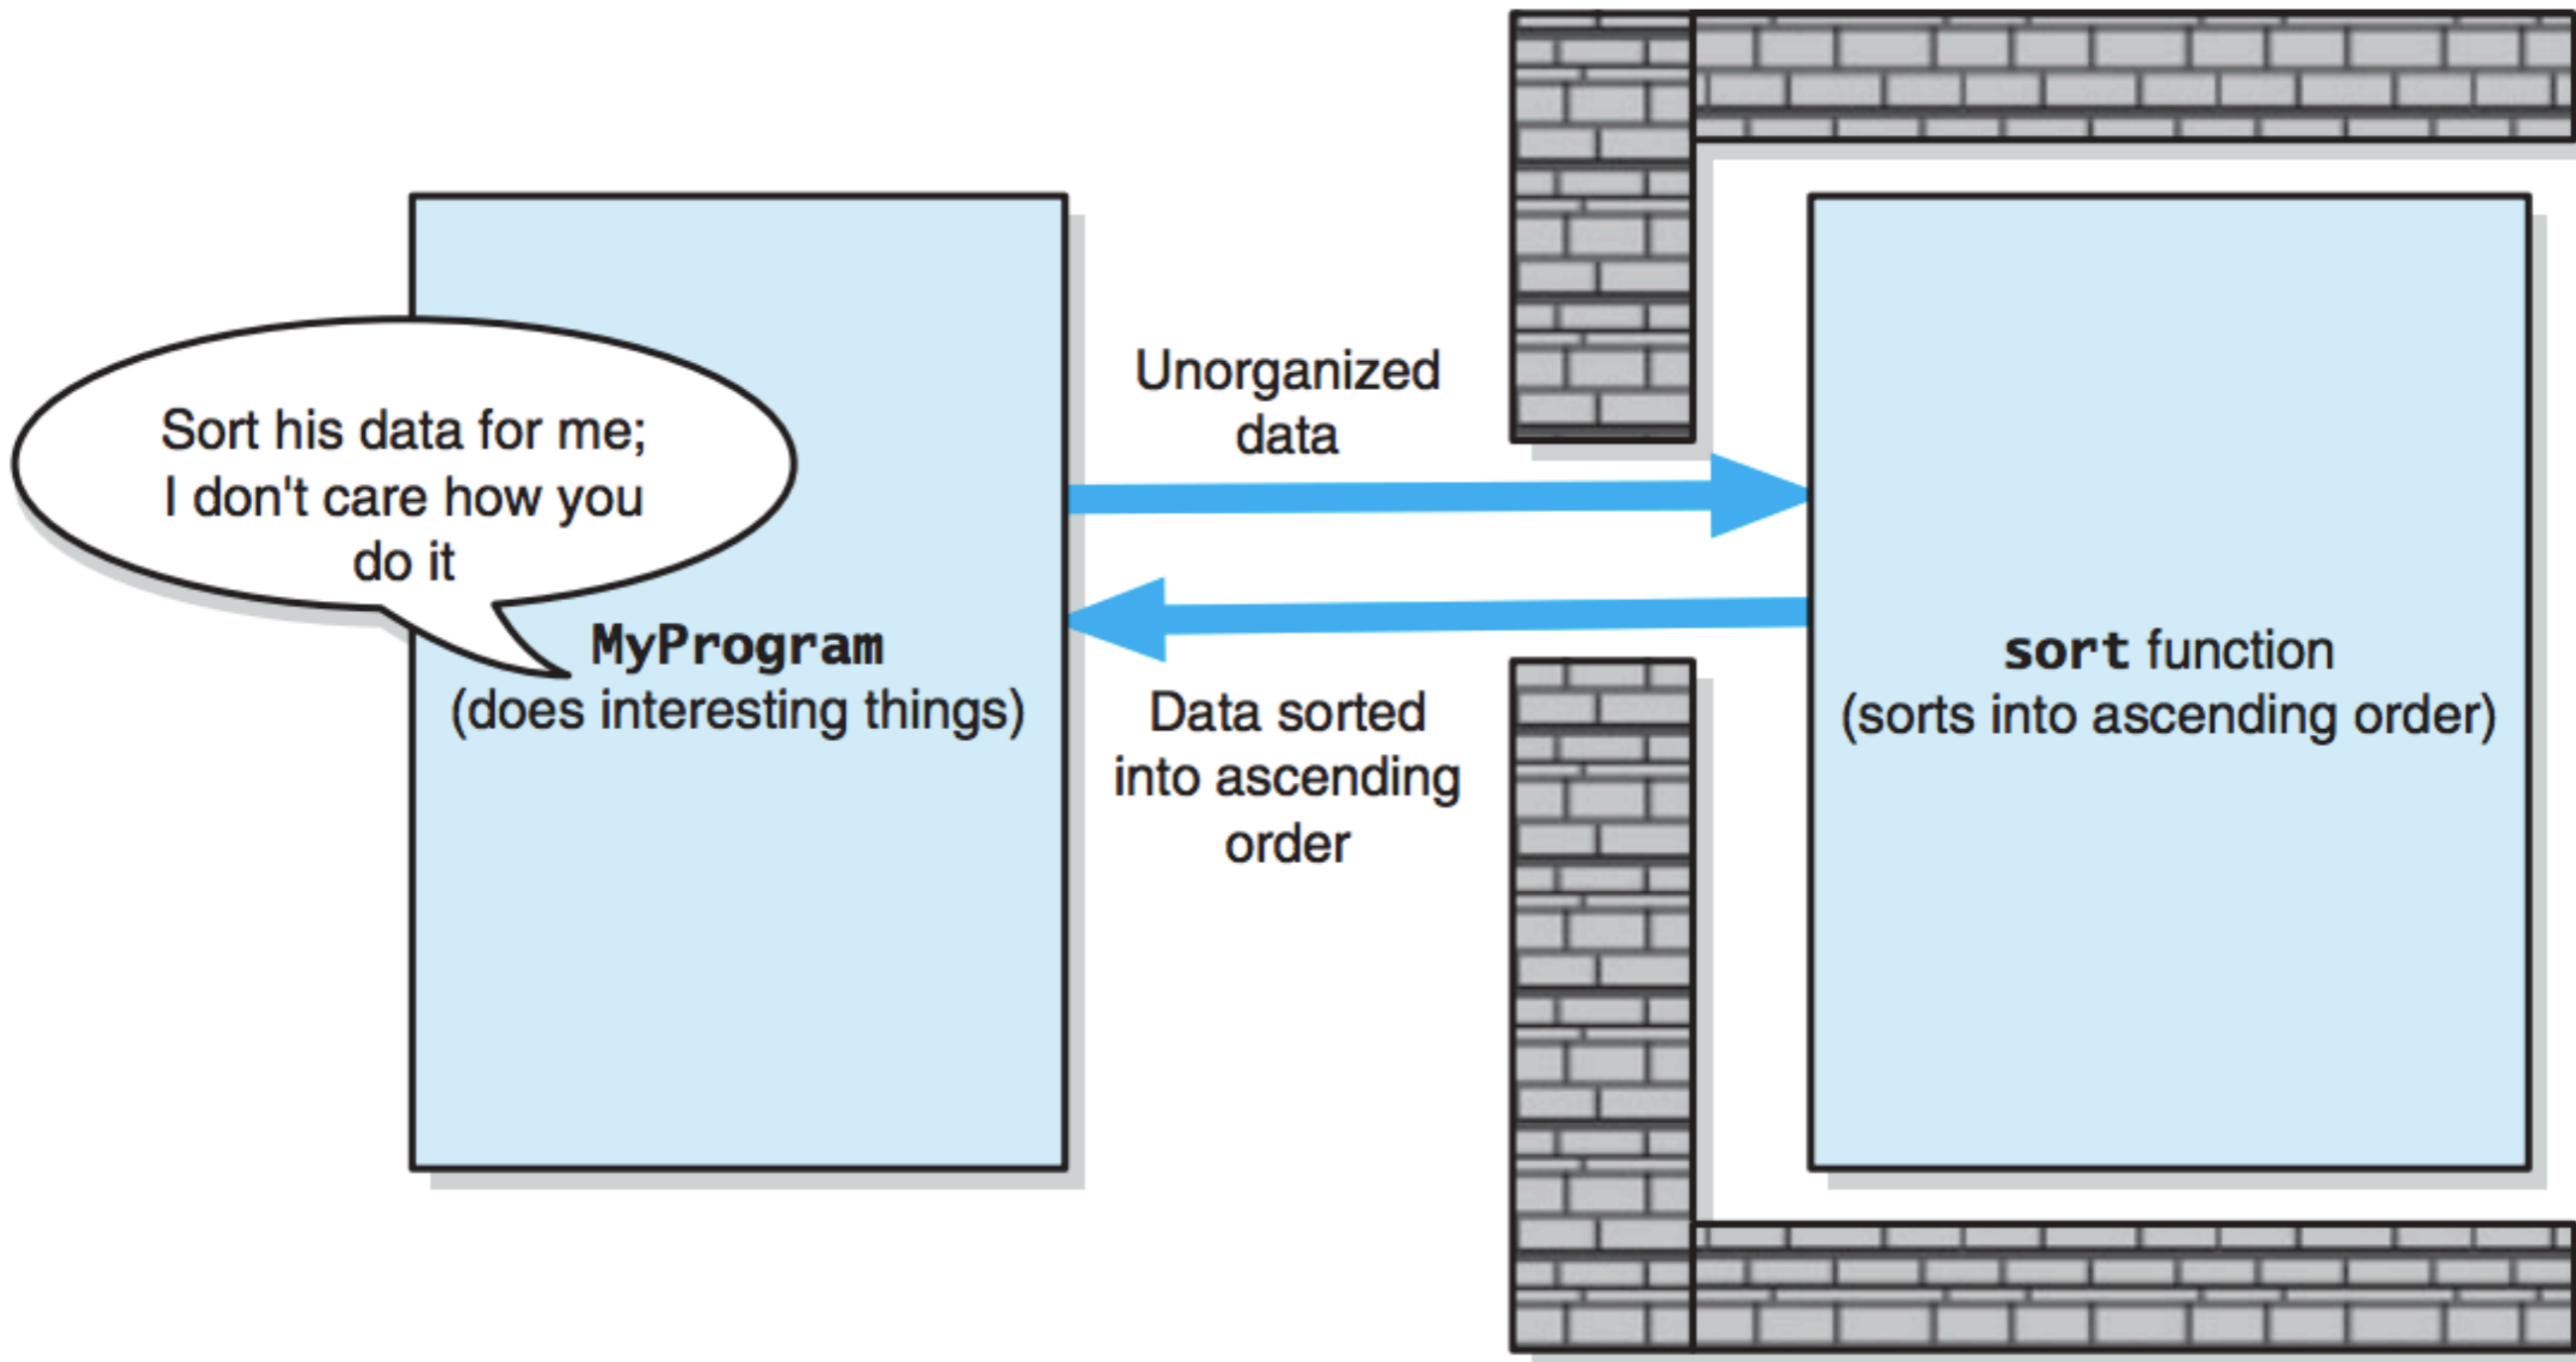 Sort his data for me;
I don't care how you
do it
MyProgram
(does interesting things)
Unorganized
data
Data sorted
into ascending
order
sort function
(sorts into ascending order)